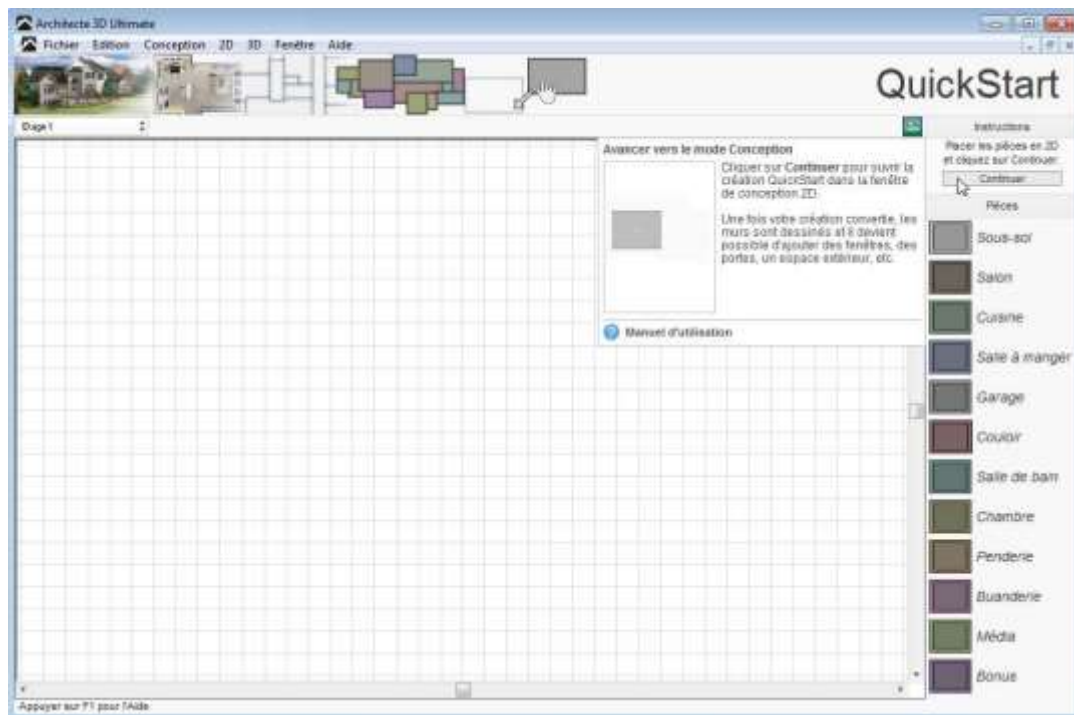 Architecte 3D Ultimate
Fichier Edition Conception 2D 3D Fenêtre Aide
QuickStart
Etage 1
Instructions
Placer les pièces en 2D
et cliquez sur Continuer.
Continuer
Pièces
Avancer vers le mode Conception
Cliquer sur Continuer pour ouvrir la
création QuickStart dans la fenêtre
de conception 2D.
Une fois votre création convertie, les
murs sont dessinés et il devient
possible d'ajouter des fenêtres, des
portes, un espace extérieur, etc.
Manuel d'utilisation
Sous-sol
Salon
Cuisine
Salle à manger
Garage
Couloir
Salle de bain
Chambre
Penderie
Buanderie
Média
Bonus
Appuyer sur F1 pour l'Aide